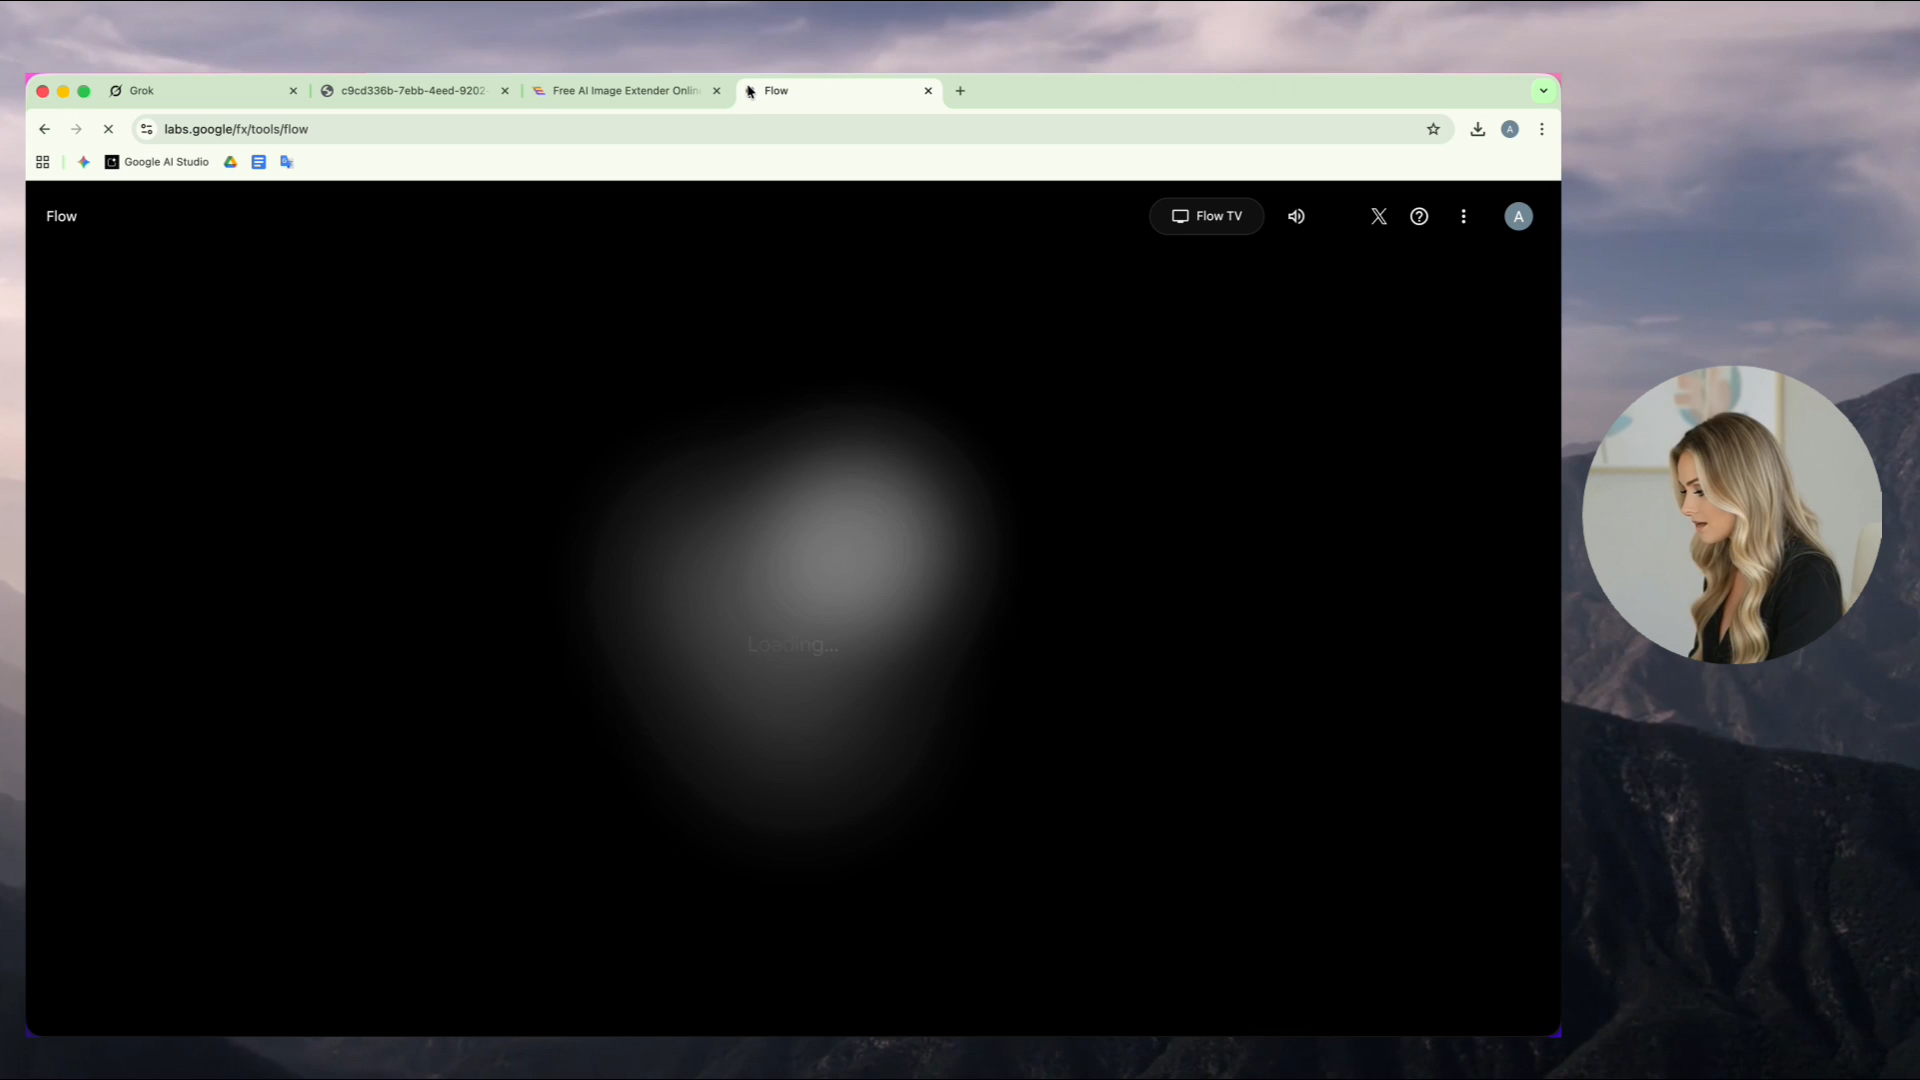 Grok
c9cd336b-7ebb-4eed-9202-
Free AI Image Extender Onlin
Flow
labs.google/fx/tools/flow
A
Google AI Studio
Flow
Flow TV
A
Loading...